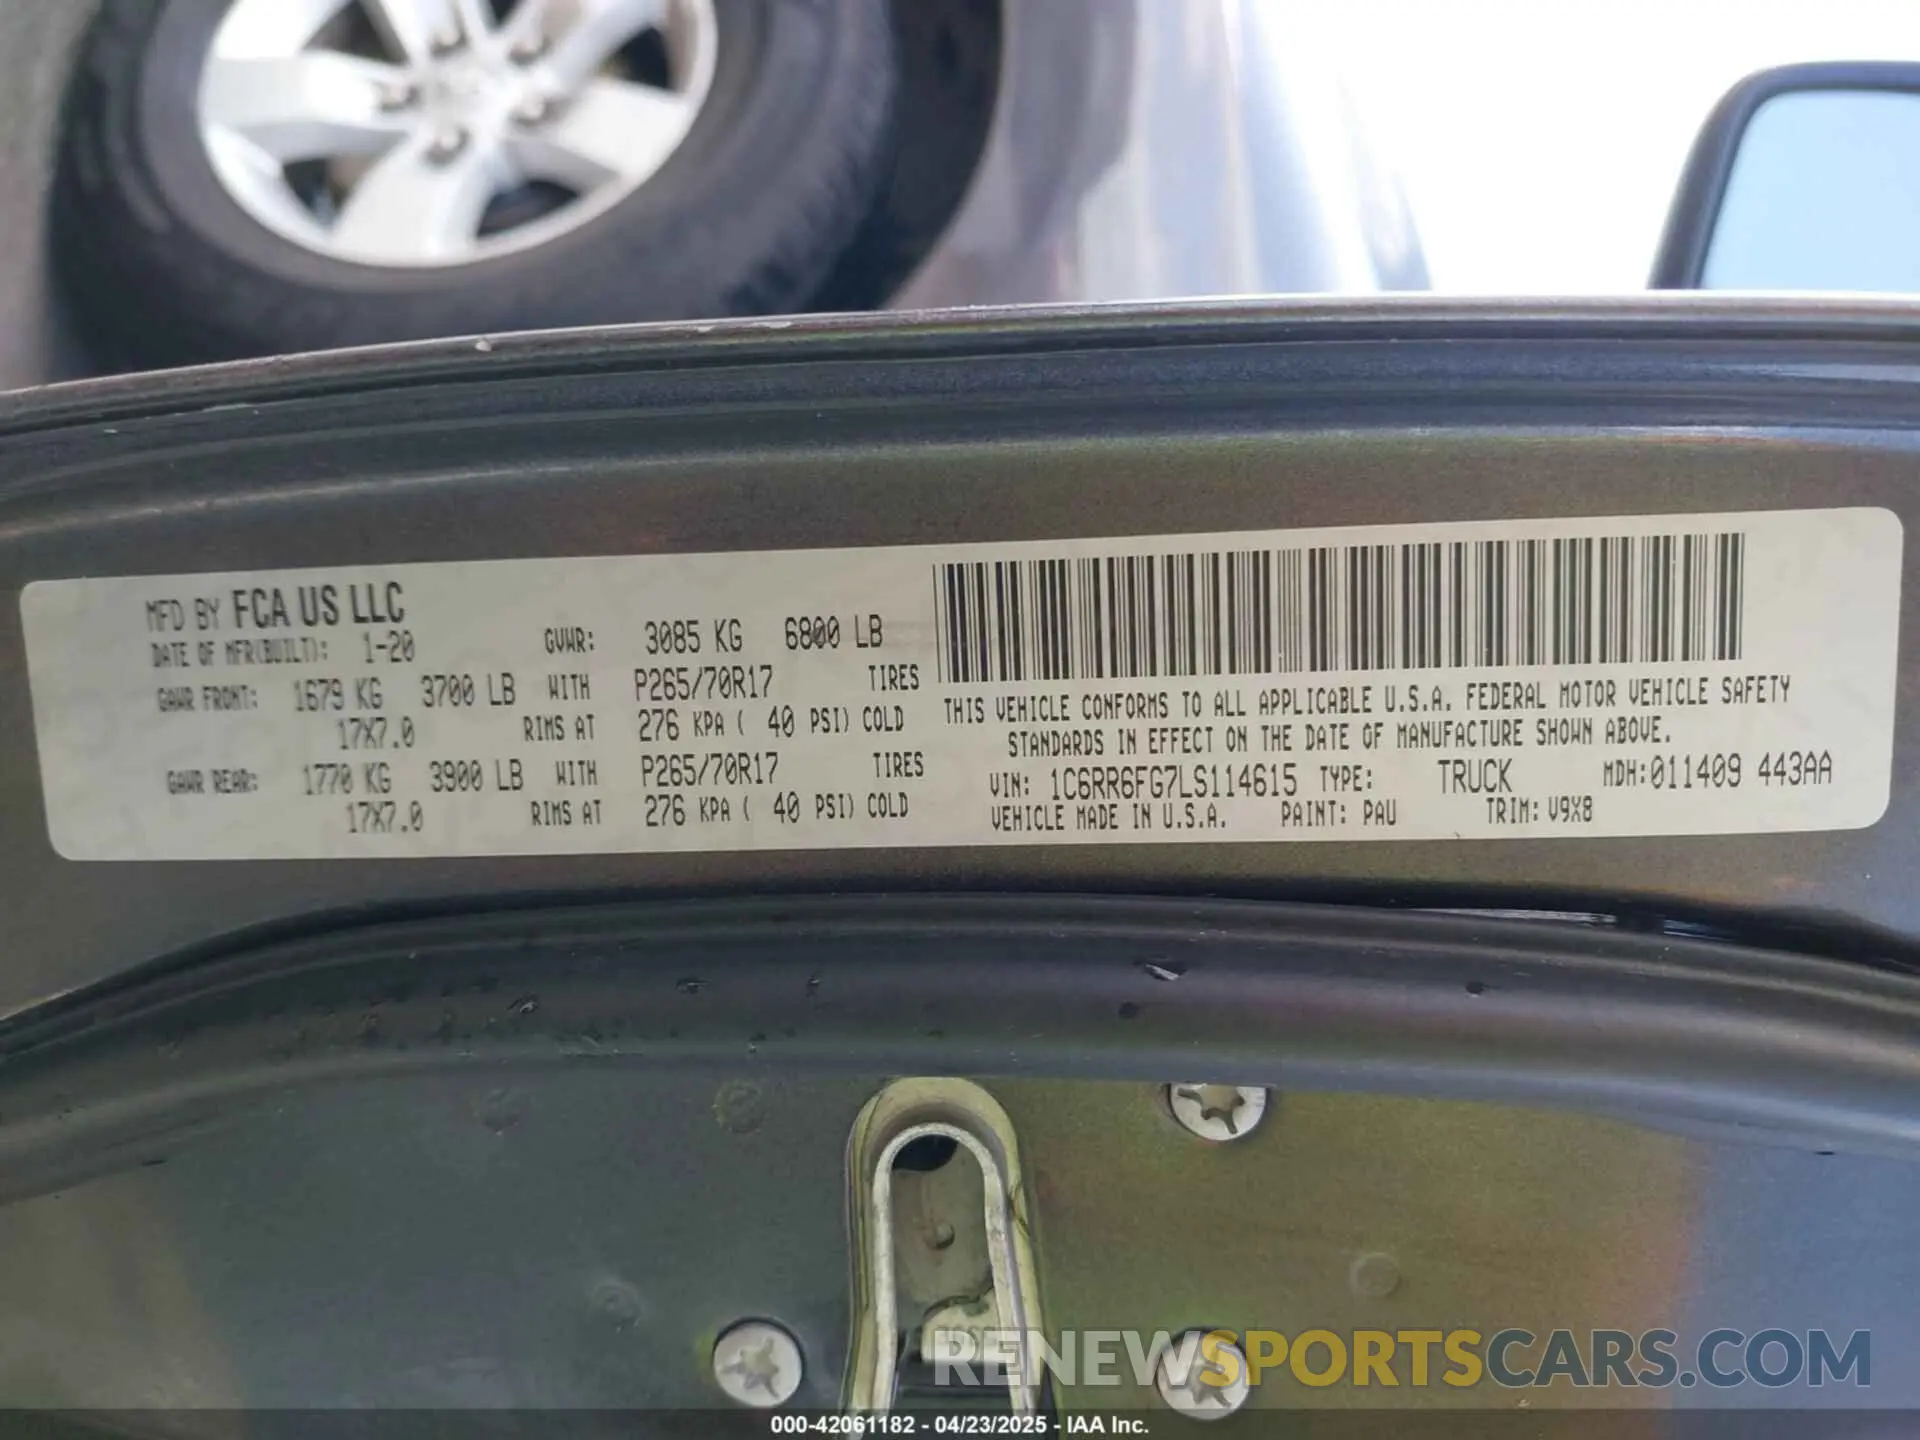 MFD BY FCA US LLC
DATE OF MFR(BUILT): 1-20 GVWR: 3085 KG 6800 LB
GAWR FRONT: 1679 KG 3700 LB WITH P265/70R17 TIRES
17X7.0 RIMS AT 276 KPA ( 40 PSI) COLD
GAWR REAR: 1770 KG 3900 LB WITH P265/70R17 TIRES
17X7.0 RIMS AT 276 KPA ( 40 PSI) COLD
THIS VEHICLE CONFORMS TO ALL APPLICABLE U.S.A. FEDERAL MOTOR VEHICLE SAFETY
STANDARDS IN EFFECT ON THE DATE OF MANUFACTURE SHOWN ABOVE.
VIN: 1C6RR6FG7LS114615 TYPE: TRUCK MDH:011409 443AA
VEHICLE MADE IN U.S.A. PAINT: PAU TRIM: V9X8
RENEWSPORTSCARS.COM
000-42061182 - 04/23/2025 - IAA Inc.